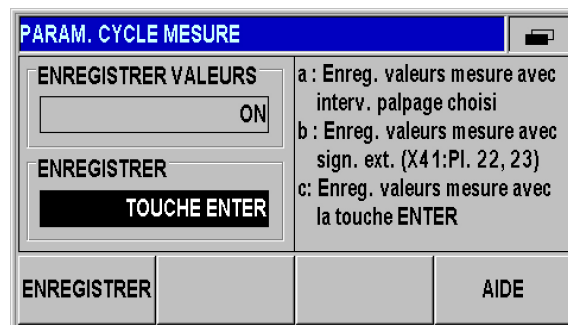 PARAM. CYCLE MESURE
ENREGISTRER VALEURS
ON
ENREGISTRER
TOUCHE ENTER
a : Enreg. valeurs mesure avec
interv. palpage choisi
b : Enreg. valeurs mesure avec
sign. ext. (X41:Pl. 22, 23)
c: Enreg. valeurs mesure avec
la touche ENTER
ENREGISTRER
AIDE